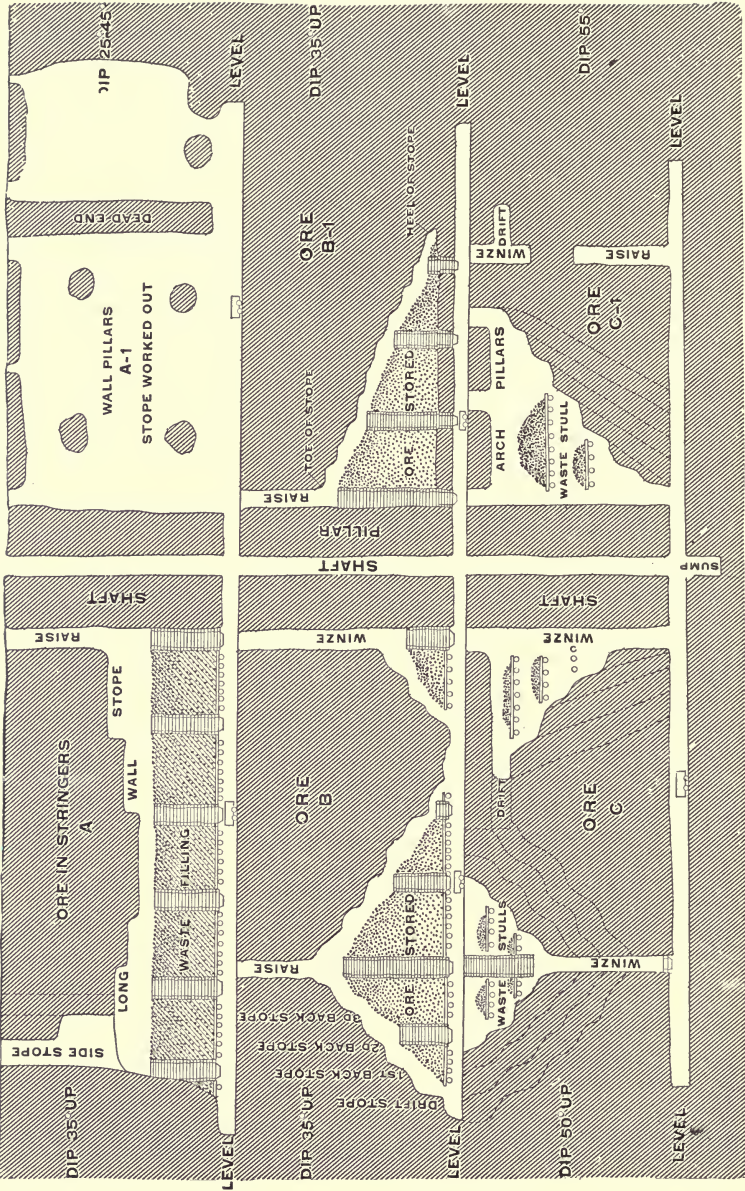 DIP 25-45
LEVEL
DIP 35 UP
LEVEL
DIP 55
LEVEL
DEAD-END
WALL PILLARS
A-1
STOPE WORKED OUT
HEEL OF STOPE
ORE
B-1
TOE OF STOPE
ORE STORED
RAISE
PILLAR
DRIFT
WINZE
RAISE
ORE
C-1
ARCH PILLARS
WASTE STULL
SHAFT
SHAFT
SHAFT
SUMP
RAISE
STOPE
WALL
LONG
ORE IN STRINGERS
A
WASTE FILLING
SIDE STOPE
WINZE
ORE
B
ORE STORED
RAISE
3D BACK STOPE
2D BACK STOPE
1ST BACK STOPE
DRIFT STOPE
WINZE
DRIFT
ORE
C
WASTE STULLS
WINZE
DIP 35 UP
LEVEL
DIP 35 UP
LEVEL
DIP 50 UP
LEVEL